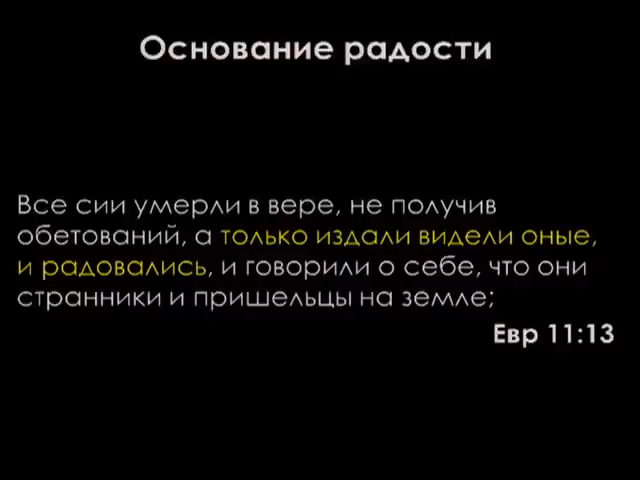 Основание радости
Все сии умерли в вере, не получив
обетований, а только издали видели оные,
и радовались, и говорили о себе, что они
странники и пришельцы на земле;
Евр 11:13